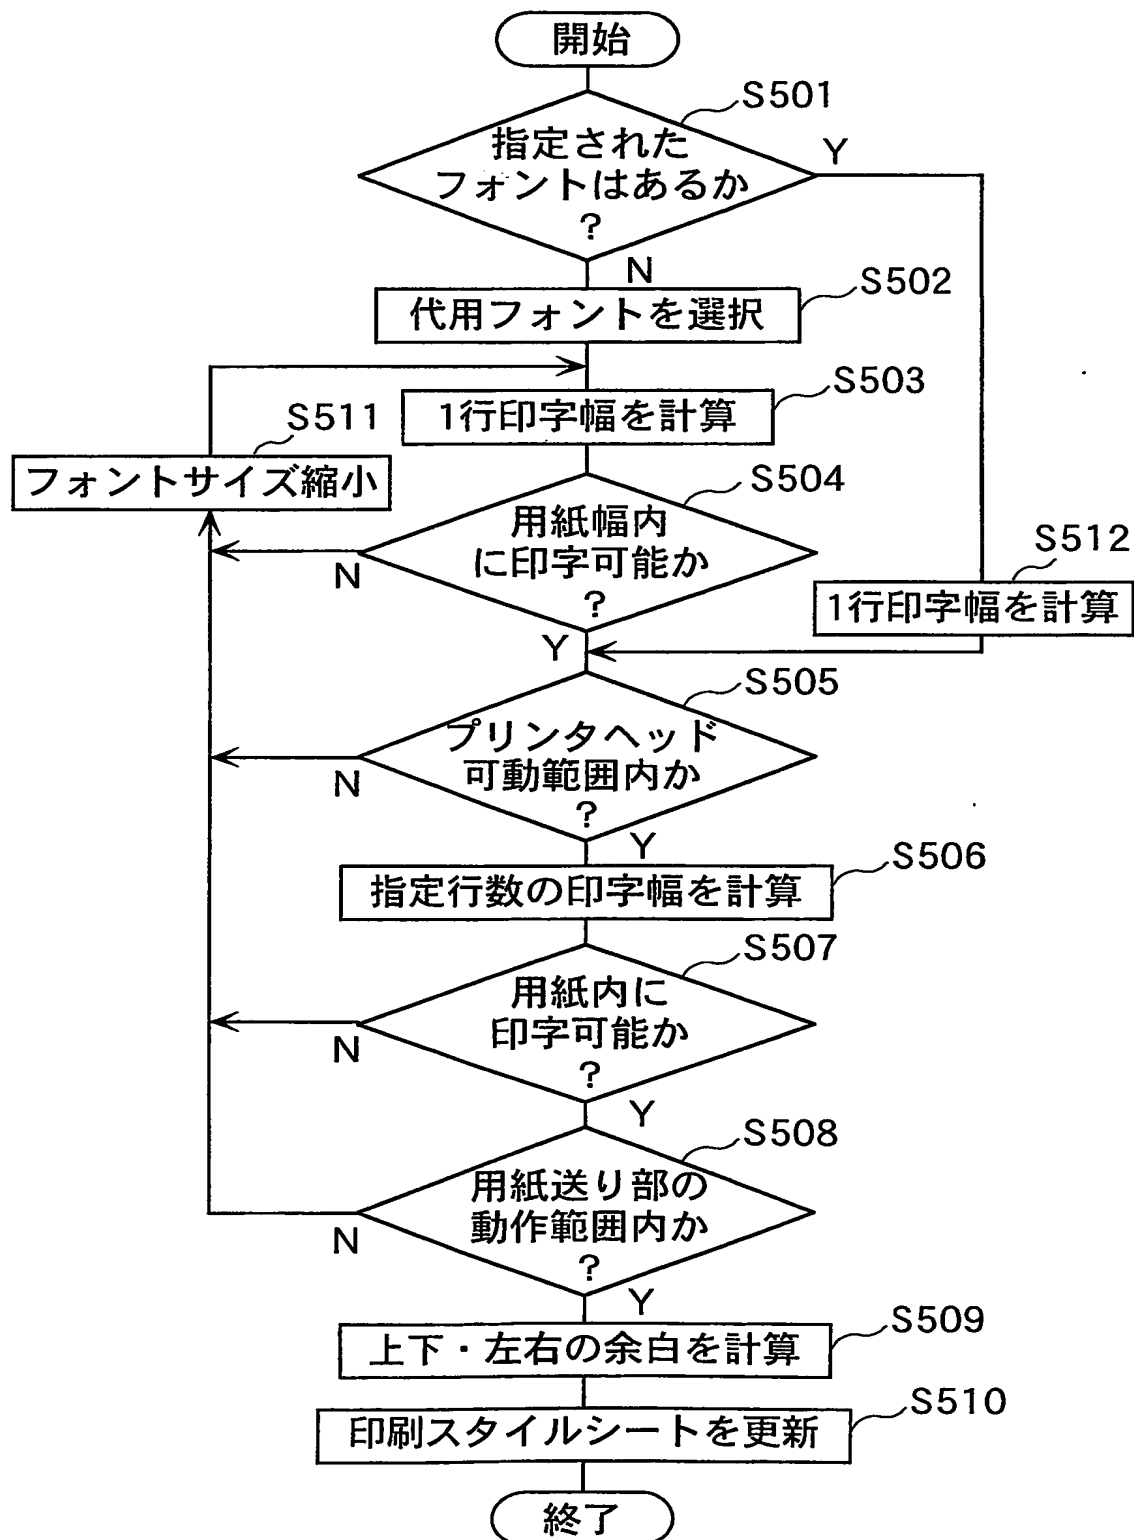 開始
S501
指定された
フォントはあるか
?
Y
N
S502
代用フォントを選択
S503
1行印字幅を計算
S511
フォントサイズ縮小
S504
用紙幅内
に印字可能か
?
N
Y
S512
1行印字幅を計算
S505
プリンタヘッド
可動範囲内か
?
N
Y
S506
指定行数の印字幅を計算
S507
用紙内に
印字可能か
?
N
Y
S508
用紙送り部の
動作範囲内か
?
N
Y
S509
上下・左右の余白を計算
S510
印刷スタイルシートを更新
終了